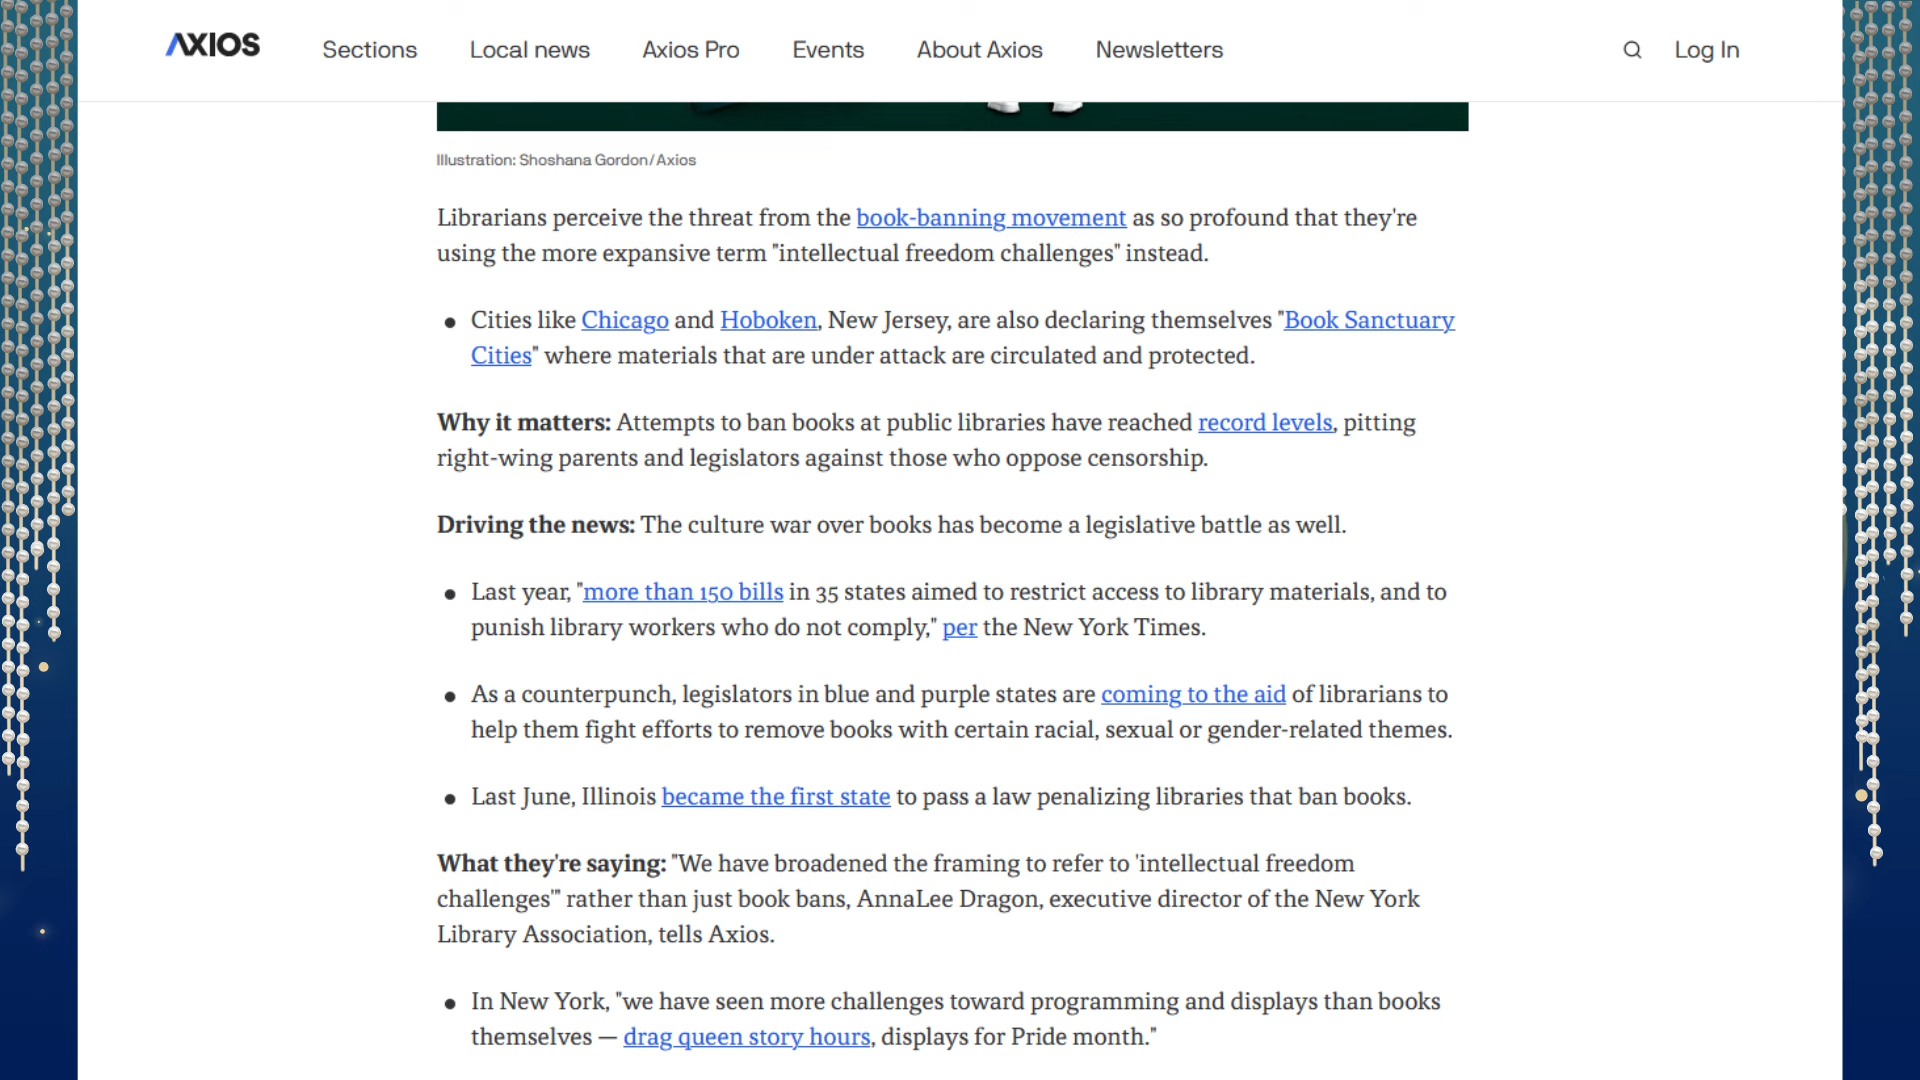 AXIOS Sections Local news Axios Pro Events About Axios Newsletters Log In
Illustration: Shoshana Gordon/Axios
Librarians perceive the threat from the book-banning movement as so profound that they're
using the more expansive term "intellectual freedom challenges" instead.
• Cities like Chicago and Hoboken, New Jersey, are also declaring themselves "Book Sanctuary
Cities" where materials that are under attack are circulated and protected.
Why it matters: Attempts to ban books at public libraries have reached record levels, pitting
right-wing parents and legislators against those who oppose censorship.
Driving the news: The culture war over books has become a legislative battle as well.
• Last year, "more than 150 bills in 35 states aimed to restrict access to library materials, and to
punish library workers who do not comply," per the New York Times.
• As a counterpunch, legislators in blue and purple states are coming to the aid of librarians to
help them fight efforts to remove books with certain racial, sexual or gender-related themes.
• Last June, Illinois became the first state to pass a law penalizing libraries that ban books.
What they're saying: "We have broadened the framing to refer to 'intellectual freedom
challenges'" rather than just book bans, AnnaLee Dragon, executive director of the New York
Library Association, tells Axios.
• In New York, "we have seen more challenges toward programming and displays than books
themselves — drag queen story hours, displays for Pride month."